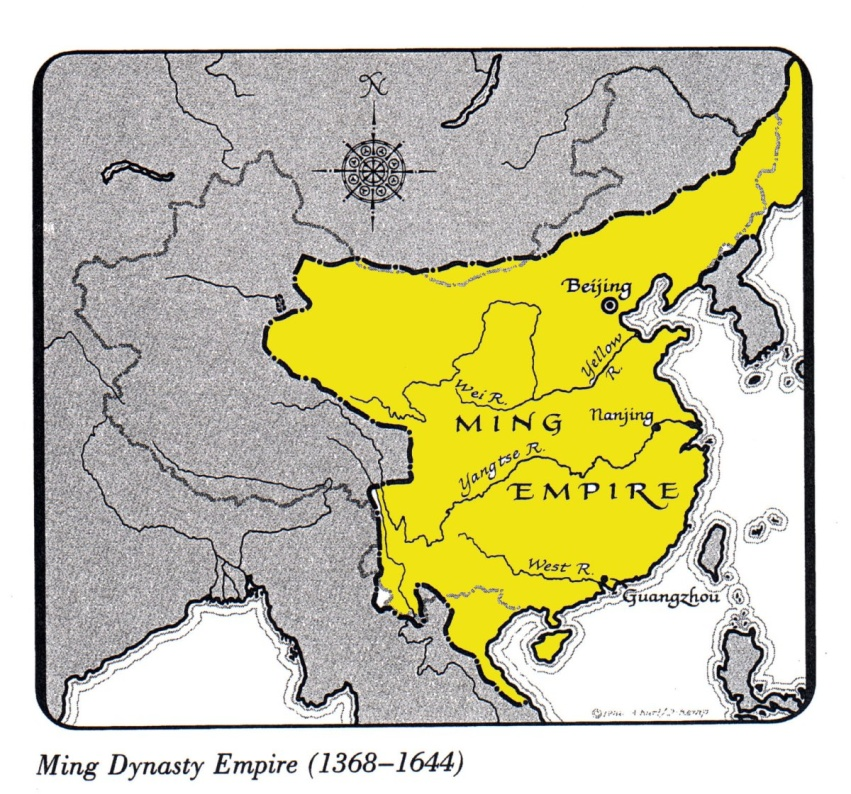 N
Beijing
Yellow
R.
Wei R.
MING
Nanjing
Yangtse R.
EMPIRE
West R.
Guangzhou
Ming Dynasty Empire (1368–1644)